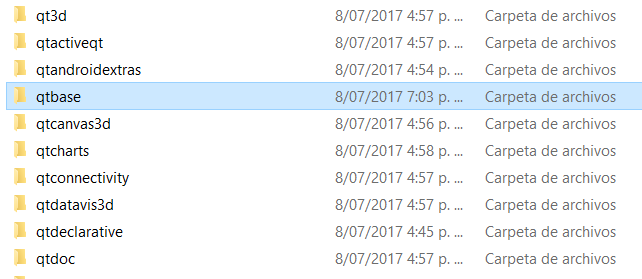 qt3d 8/07/2017 4:57 p. ... Carpeta de archivos
qtactiveqt 8/07/2017 4:57 p. ... Carpeta de archivos
qtandroidextras 8/07/2017 4:54 p. ... Carpeta de archivos
qtbase 8/07/2017 7:03 p. ... Carpeta de archivos
qtcanvas3d 8/07/2017 4:56 p. ... Carpeta de archivos
qtcharts 8/07/2017 4:58 p. ... Carpeta de archivos
qtconnectivity 8/07/2017 4:57 p. ... Carpeta de archivos
qtdatavis3d 8/07/2017 4:57 p. ... Carpeta de archivos
qtdeclarative 8/07/2017 4:45 p. ... Carpeta de archivos
qtdoc 8/07/2017 4:57 p. ... Carpeta de archivos